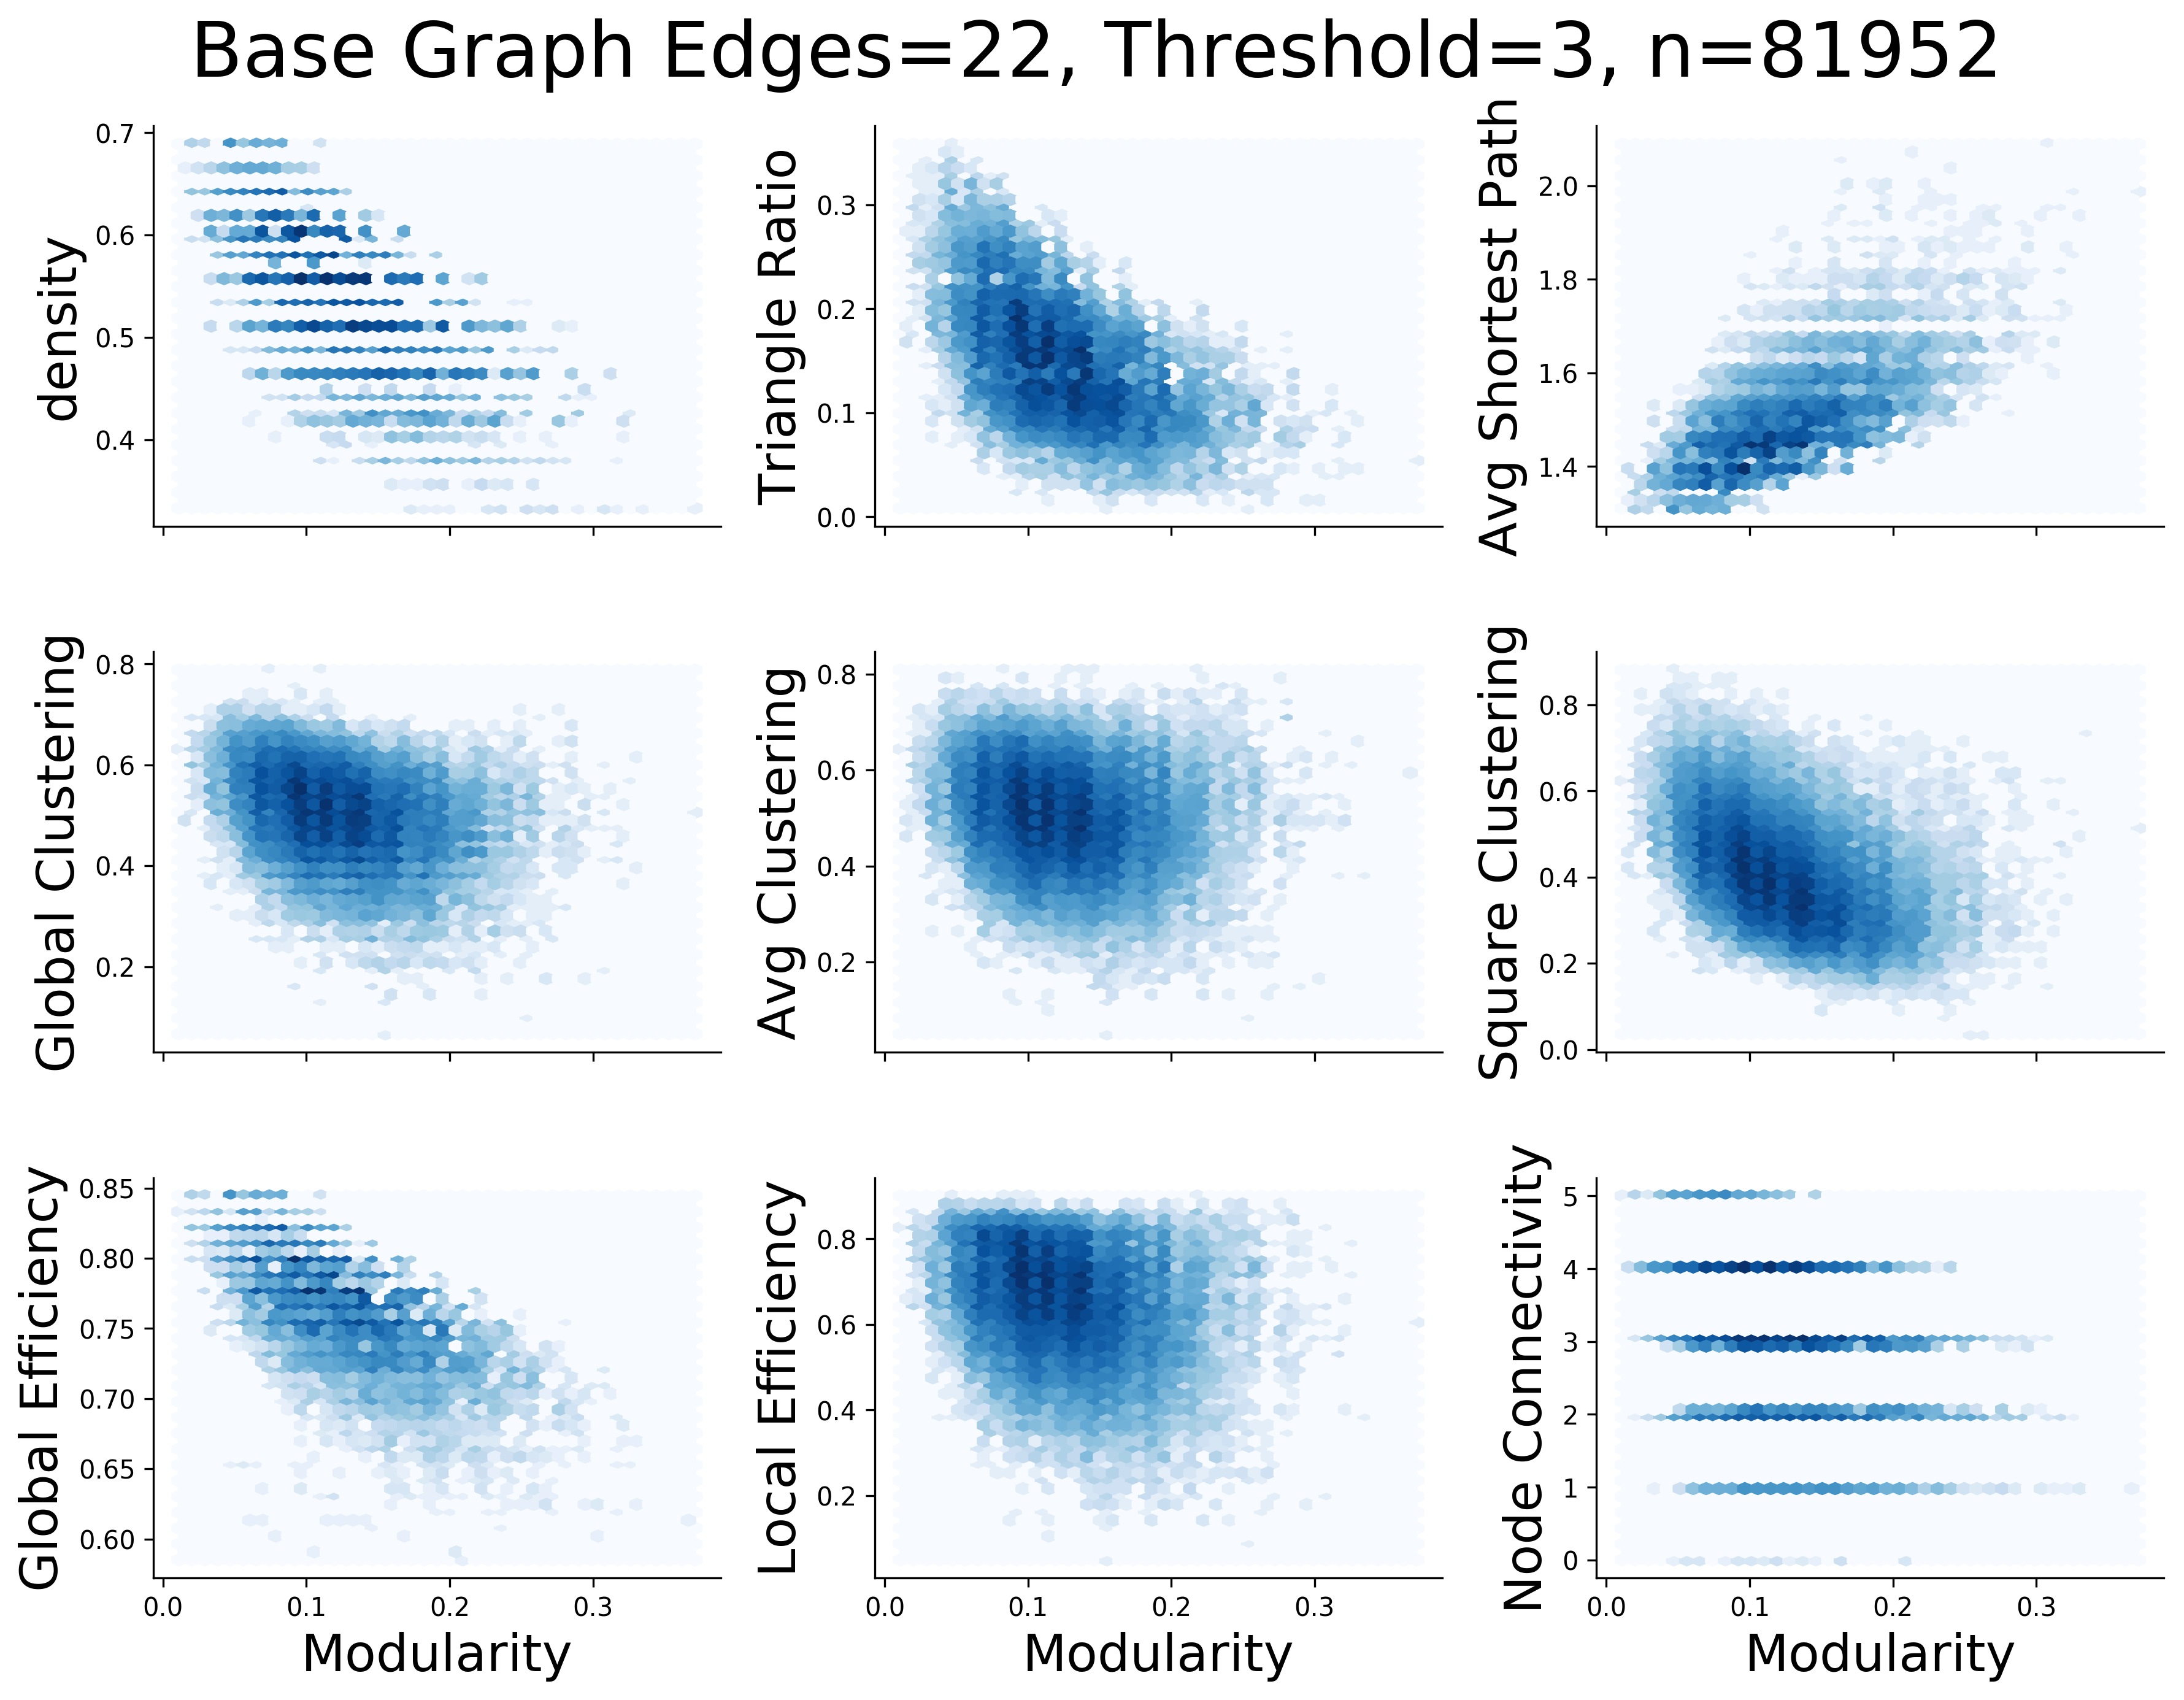 Base Graph Edges=22, Threshold=3, n=81952
density
0.7
0.6
0.5
0.4
Triangle Ratio
0.3
0.2
0.1
0.0
Avg Shortest Path
2.0
1.8
1.6
1.4
Global Clustering
0.8
0.6
0.4
0.2
Avg Clustering
0.8
0.6
0.4
0.2
Square Clustering
0.8
0.6
0.4
0.2
0.0
Global Efficiency
0.85
0.80
0.75
0.70
0.65
0.60
0.0 0.1 0.2 0.3
Modularity
Local Efficiency
0.8
0.6
0.4
0.2
0.0 0.1 0.2 0.3
Modularity
Node Connectivity
5
4
3
2
1
0
0.0 0.1 0.2 0.3
Modularity